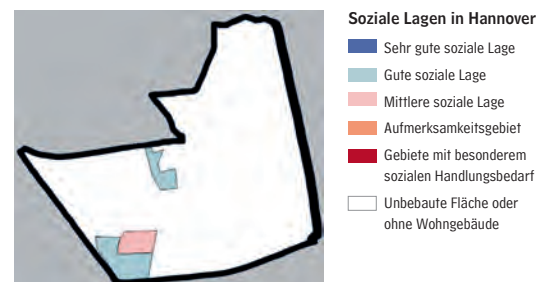 Soziale Lagen in Hannover
Sehr gute soziale Lage
Gute soziale Lage
Mittlere soziale Lage
Aufmerksamkeitsgebiet
Gebiete mit besonderem
sozialen Handlungsbedarf
Unbebaute Fläche oder
ohne Wohngebäude